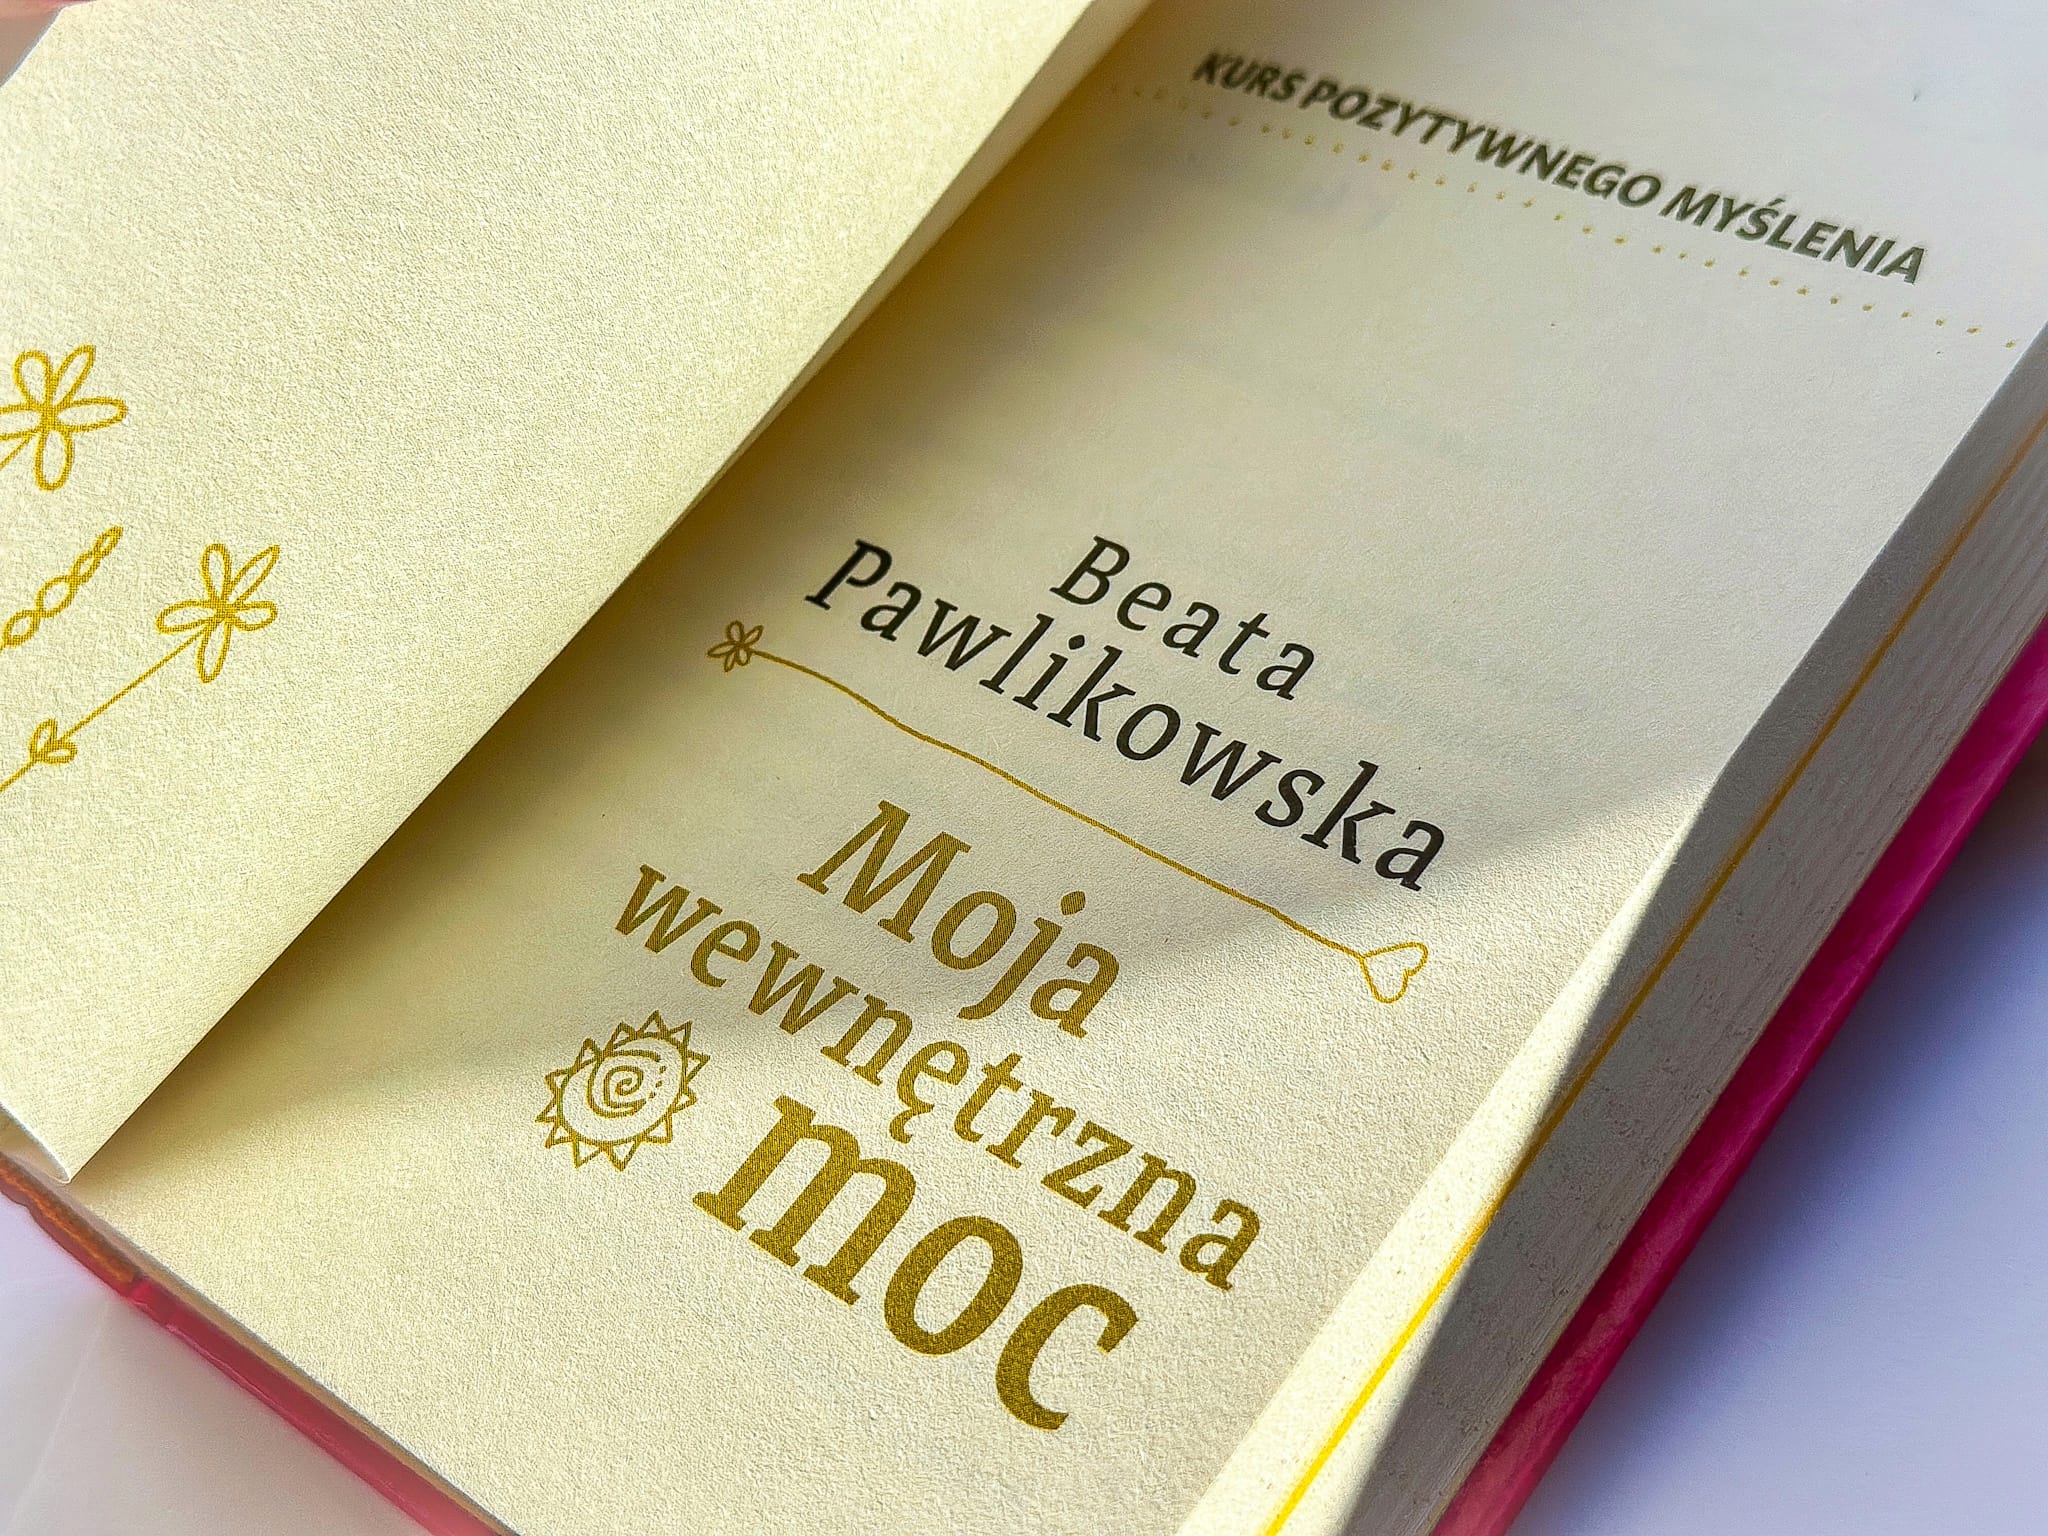 KURS POZYTYWNEGO MYŚLENIA
Beata
Pawlikowska
Moja
wewnętrzna
moc